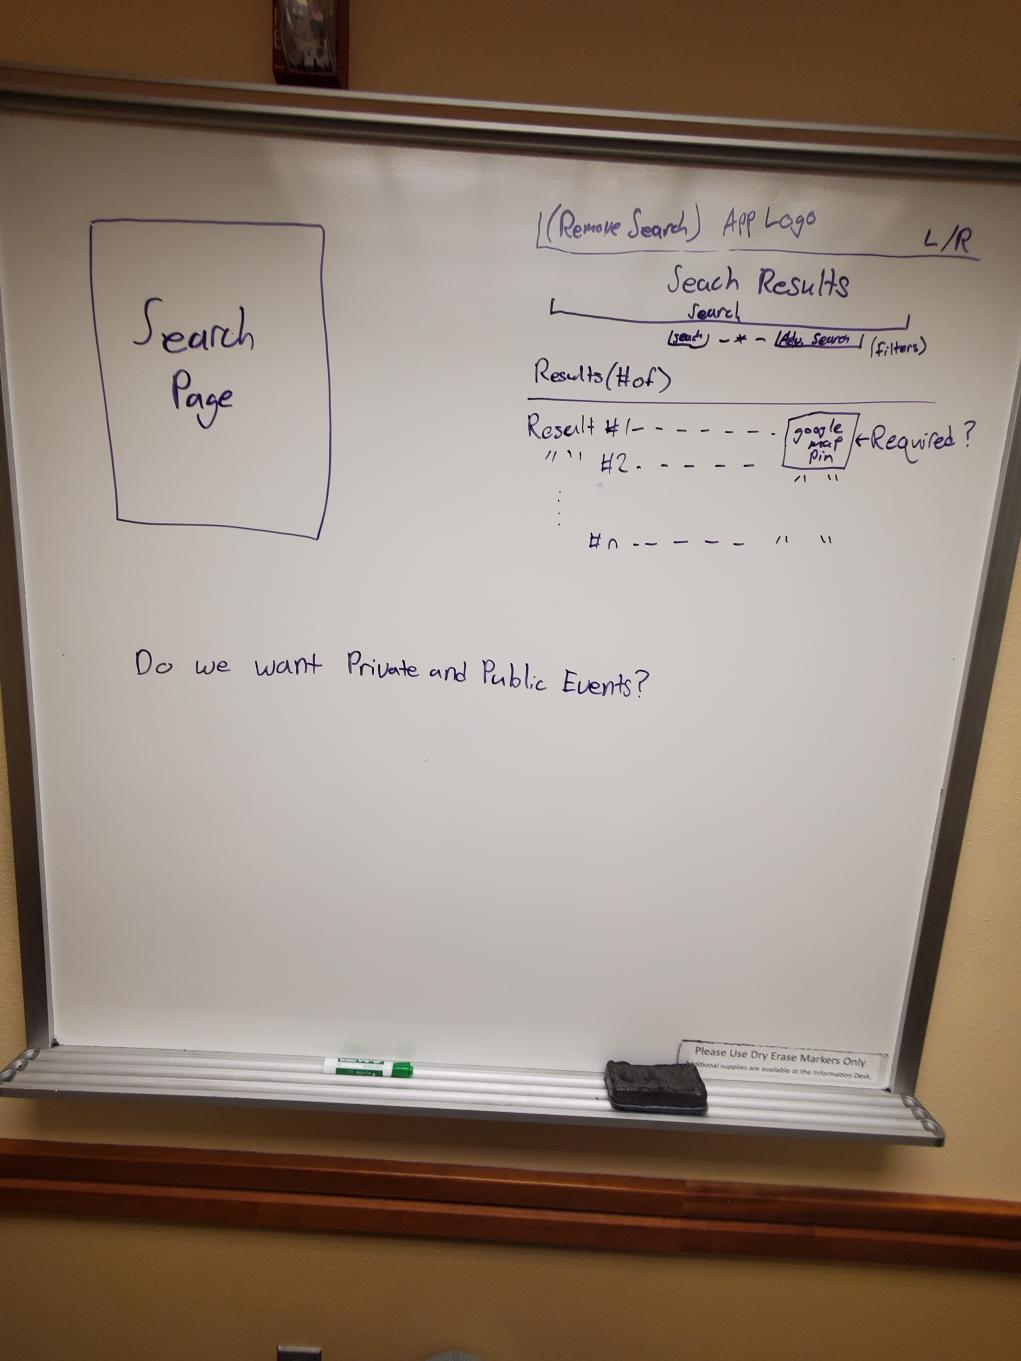 Search
Page
(Remove Search) App Logo
L/R
Seach Results
Search
Search - * - Adv. Search (filters)
Results (# of)
Result #1 - - - - - - -
google
map
pin
←Required?
" " #2 - - - - -
" "
#n - - - - - " "
Do we want Private and Public Events?
Please Use Dry Erase Markers Only
supplies are available at the Information Desk.